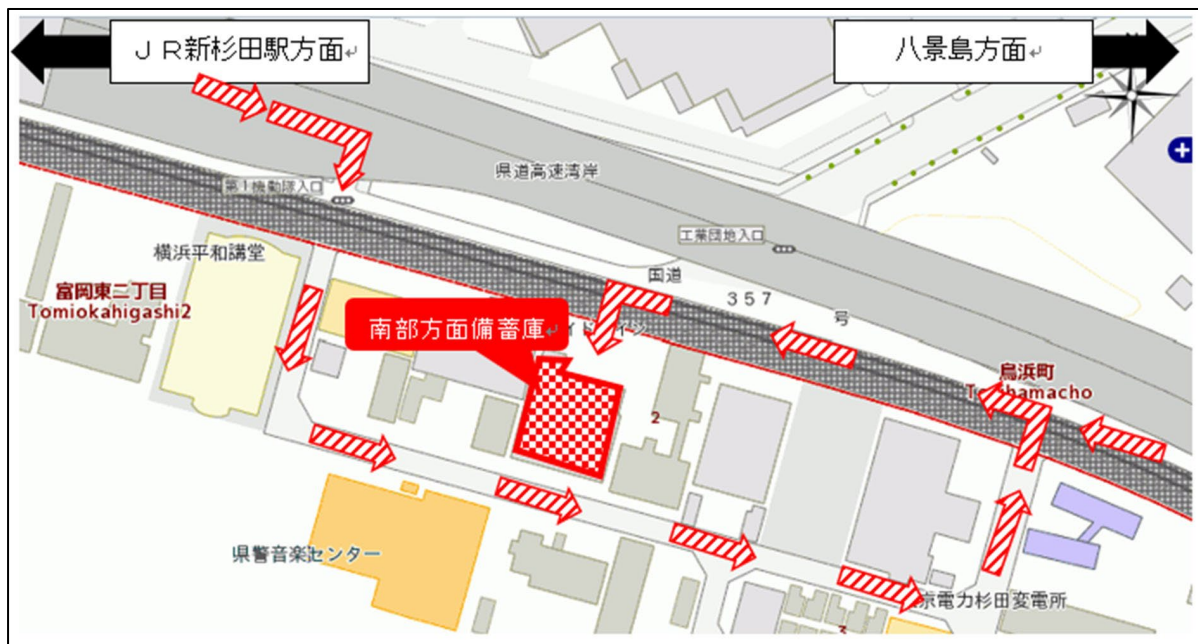 JR新杉田駅方面
八景島方面
県道高速湾岸
第1機動隊入口
工業団地入口
横浜平和講堂
国道
357
号
富岡東二丁目
Tomiokahigashi2
南部方面備蓄庫
鳥浜町
2
県警音楽センター
京電力杉田変電所
3